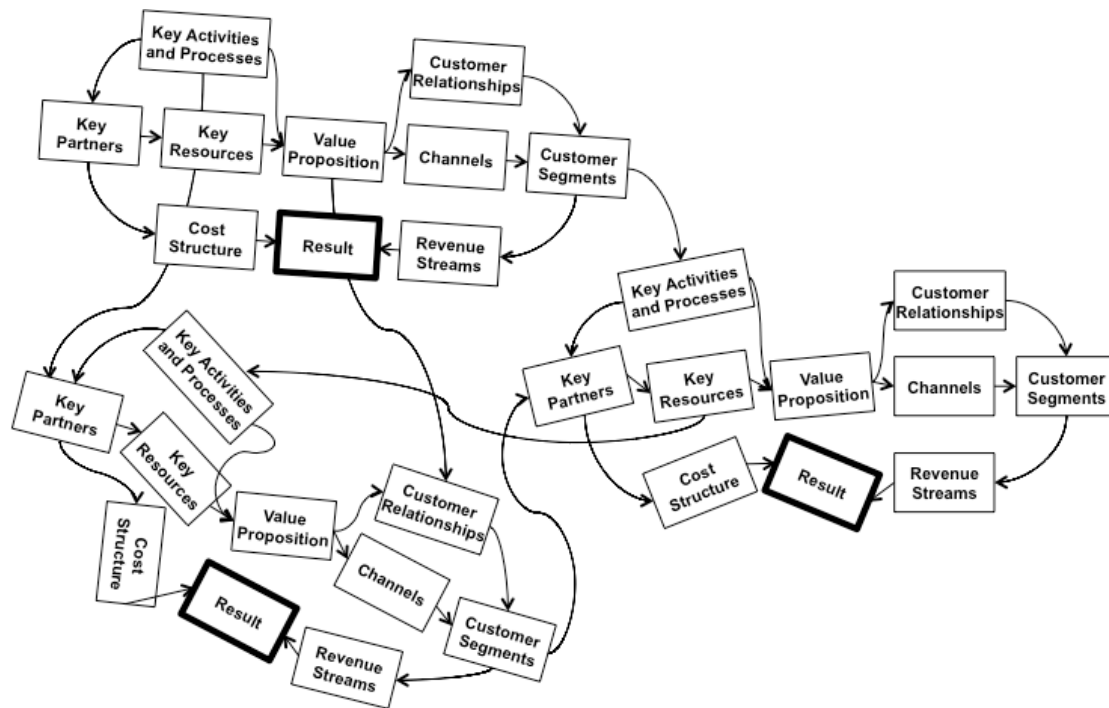 Key Activities
and Processes
Customer
Relationships
Key
Partners
Key
Resources
Value
Proposition
Channels
Customer
Segments
Cost
Structure
Result
Revenue
Streams
Key Activities
and Processes
Customer
Relationships
Key
Partners
Key
Resources
Value
Proposition
Channels
Customer
Segments
Cost
Structure
Result
Revenue
Streams
Key Activities
and Processes
Key
Partners
Key
Resources
Value
Proposition
Customer
Relationships
Channels
Customer
Segments
Cost
Structure
Result
Revenue
Streams